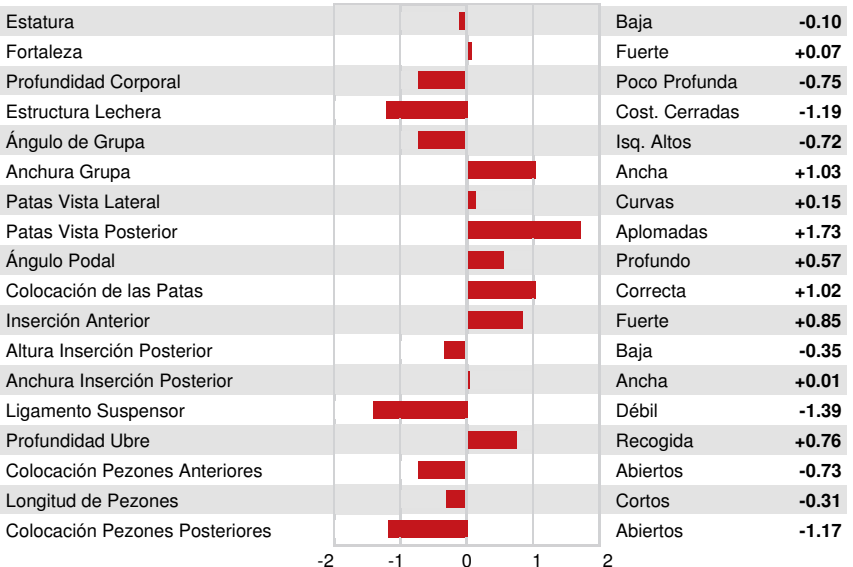 Estatura Baja -0.10
Fortaleza Fuerte +0.07
Profundidad Corporal Poco Profunda -0.75
Estructura Lechera Cost. Cerradas -1.19
Ángulo de Grupa Isq. Altos -0.72
Anchura Grupa Ancha +1.03
Patas Vista Lateral Curvas +0.15
Patas Vista Posterior Aplomadas +1.73
Ángulo Podal Profundo +0.57
Colocación de las Patas Correcta +1.02
Inserción Anterior Fuerte +0.85
Altura Inserción Posterior Baja -0.35
Anchura Inserción Posterior Ancha +0.01
Ligamento Suspensor Débil -1.39
Profundidad Ubre Recogida +0.76
Colocación Pezones Anteriores Abiertos -0.73
Longitud de Pezones Cortos -0.31
Colocación Pezones Posteriores Abiertos -1.17
-2 -1 0 1 2